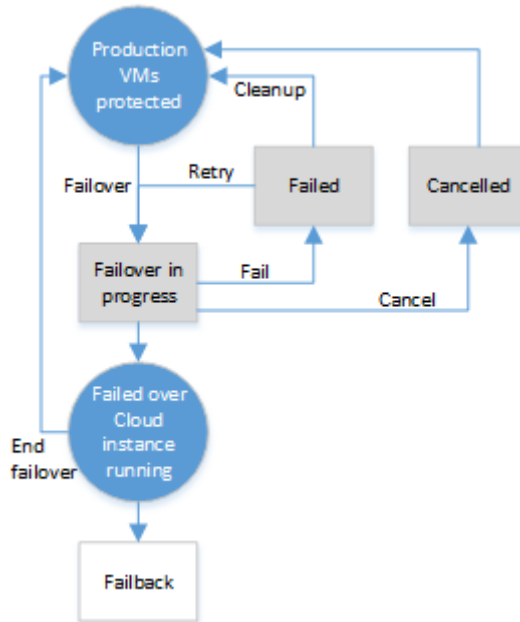 Production
VMs
protected
Cleanup
Failover
Retry
Failed
Cancelled
Failover in
progress
Fail
Cancel
Failed over
Cloud
instance
running
End
failover
Failback